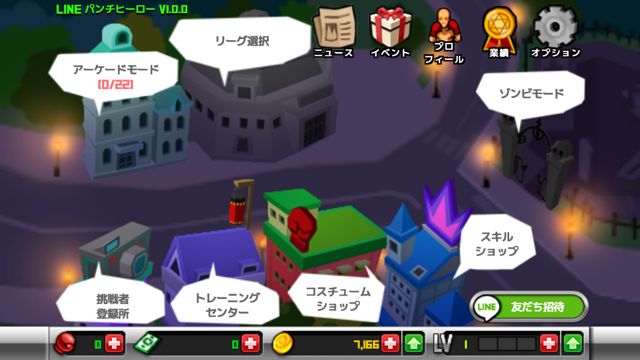 LINE パンチヒーロー V1.0.0
ニュース
イベント
プロ
フィール
業績
オプション
リーグ選択
アーケードモード
[0/22]
ゾンビモード
スキル
ショップ
挑戦者
登録所
トレーニング
センター
コスチューム
ショップ
LINE 友だち招待
0
0
7,166
LV 1